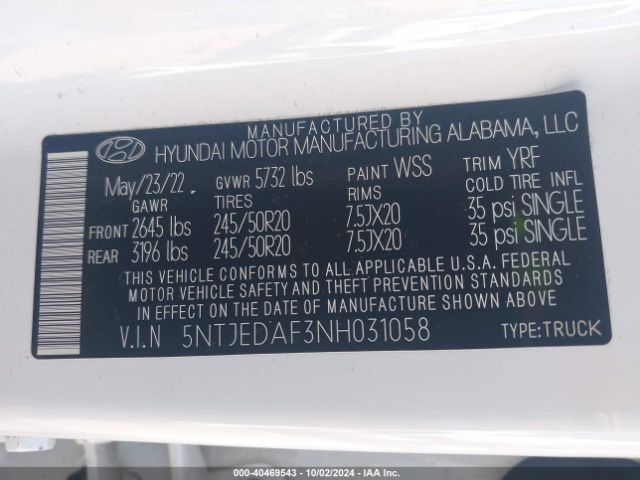 MANUFACTURED BY
HYUNDAI MOTOR MANUFACTURING ALABAMA, LLC
May/23/22 GVWR 5732 lbs PAINT WSS TRIM YRF
GAWR TIRES RIMS COLD TIRE INFL
FRONT 2645 lbs 245/50R20 7.5JX20 35 psi SINGLE
REAR 3196 lbs 245/50R20 7.5JX20 35 psi SINGLE
THIS VEHICLE CONFORMS TO ALL APPLICABLE U.S.A. FEDERAL
MOTOR VEHICLE SAFETY AND THEFT PREVENTION STANDARDS
IN EFFECT ON THE DATE OF MANUFACTURE SHOWN ABOVE.
V.I.N 5NTJEDAF3NH031058 TYPE:TRUCK
000-40469543 - 10/02/2024 - IAAI.COM